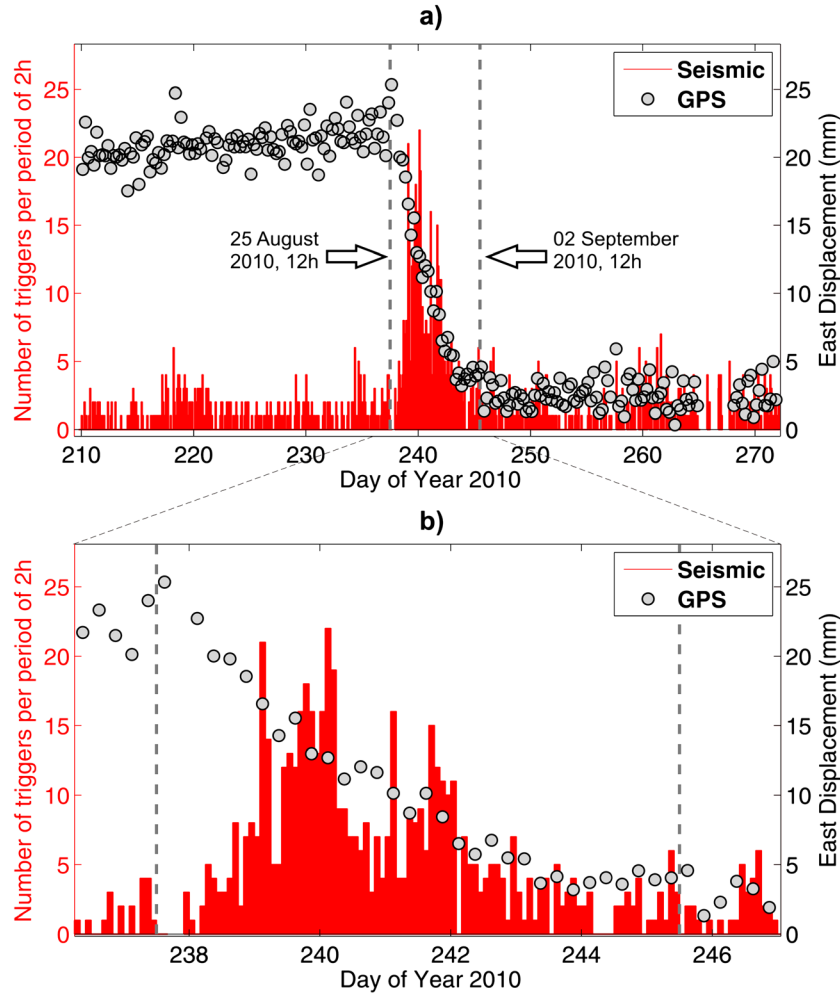 a)
Number of triggers per period of 2h
East Displacement (mm)
25
20
15
10
5
0
25
20
15
10
5
0
Seismic
GPS
25 August
2010, 12h
02 September
2010, 12h
210 220 230 240 250 260 270
Day of Year 2010
b)
Number of triggers per period of 2h
East Displacement (mm)
25
20
15
10
5
0
25
20
15
10
5
0
Seismic
GPS
238 240 242 244 246
Day of Year 2010